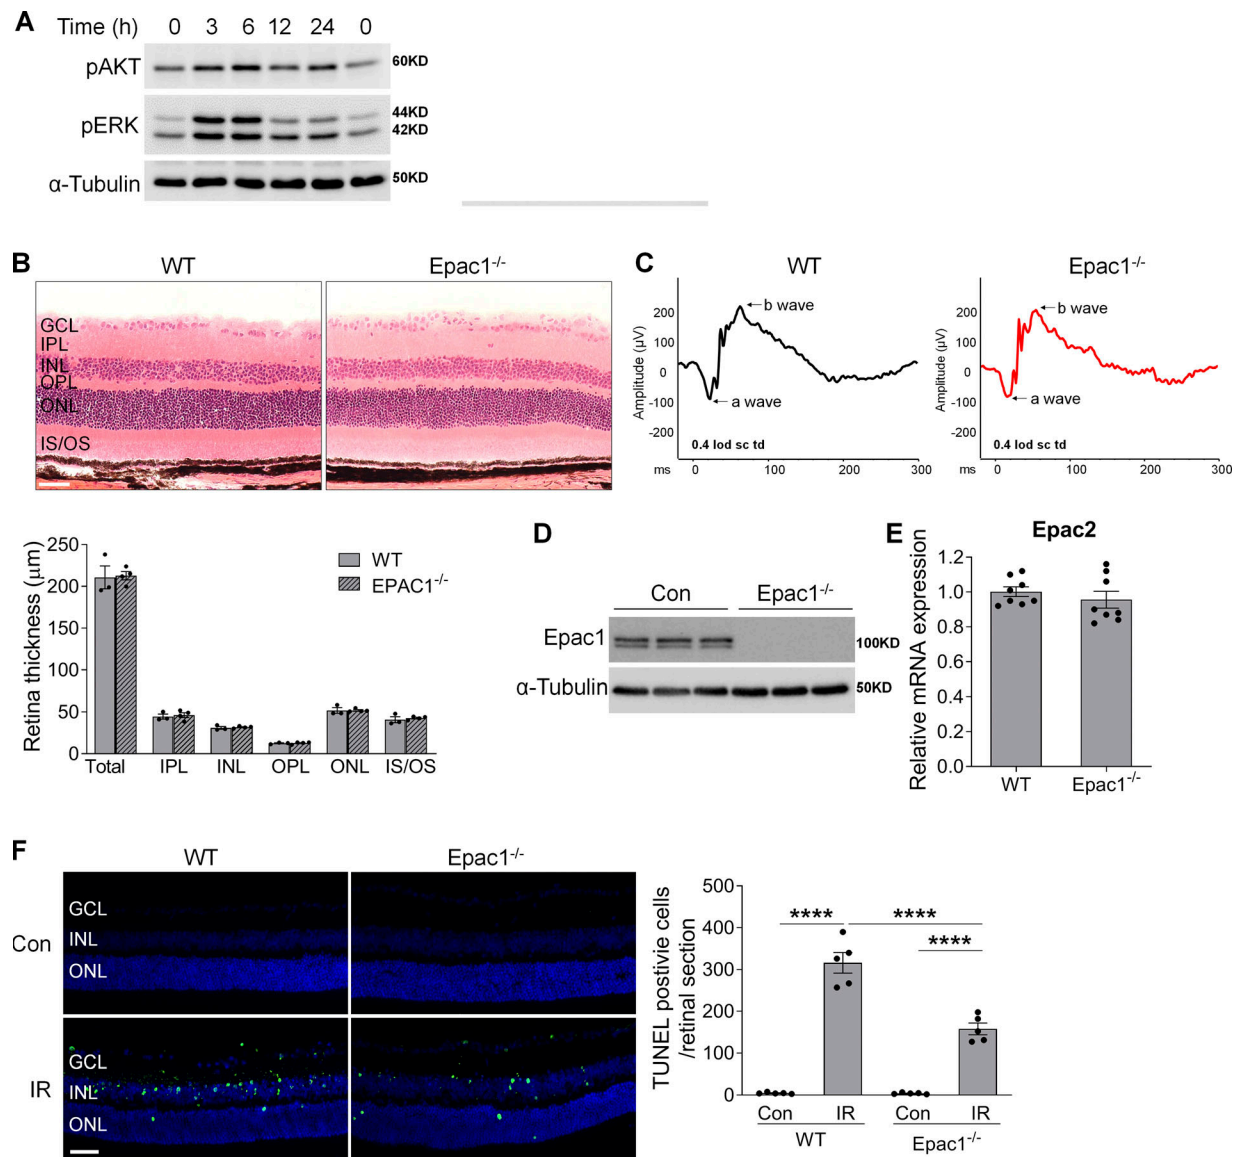 A
Time (h) 0 3 6 12 24 0
pAKT 60KD
pERK 44KD
42KD
α-Tubulin 50KD
B
WT Epac1-/-
GCL
IPL
INL
OPL
ONL
IS/OS
C
WT Epac1-/-
Amplitude (µV)
200
100
0
-100
-200
b wave
a wave
0.4 lod sc td
ms 0 100 200 300
Amplitude (µV)
200
100
0
-100
-200
b wave
a wave
0.4 lod sc td
0 100 200 300
Retina thickness (µm)
250
200
150
100
50
0
WT
EPAC1-/-
Total IPL INL OPL ONL IS/OS
D
Con Epac1-/-
Epac1 100KD
α-Tubulin 50KD
E
Epac2
Relative mRNA expression
1.2
1.0
0.8
0.6
0.4
0.2
0.0
WT Epac1-/-
F
WT Epac1-/-
Con
GCL
INL
ONL
IR
GCL
INL
ONL
TUNEL postivie cells
/retinal section
500
400
300
200
100
0
**** **** ****
Con IR Con IR
WT Epac1-/-